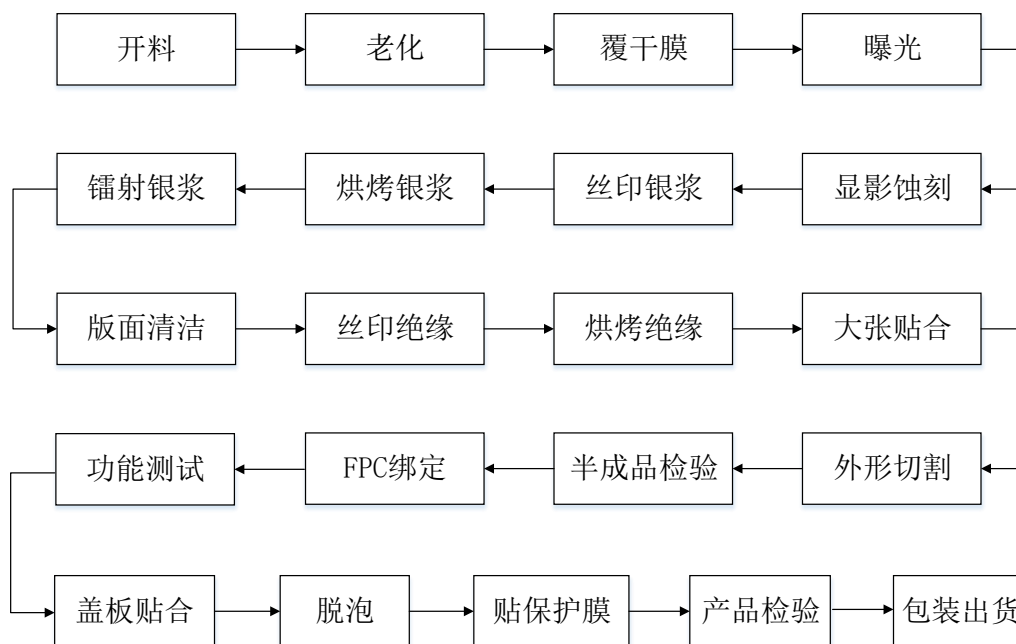 开料
老化
覆干膜
曝光
镭射银浆
烘烤银浆
丝印银浆
显影蚀刻
版面清洁
丝印绝缘
烘烤绝缘
大张贴合
功能测试
FPC绑定
半成品检验
外形切割
盖板贴合
脱泡
贴保护膜
产品检验
包装出货